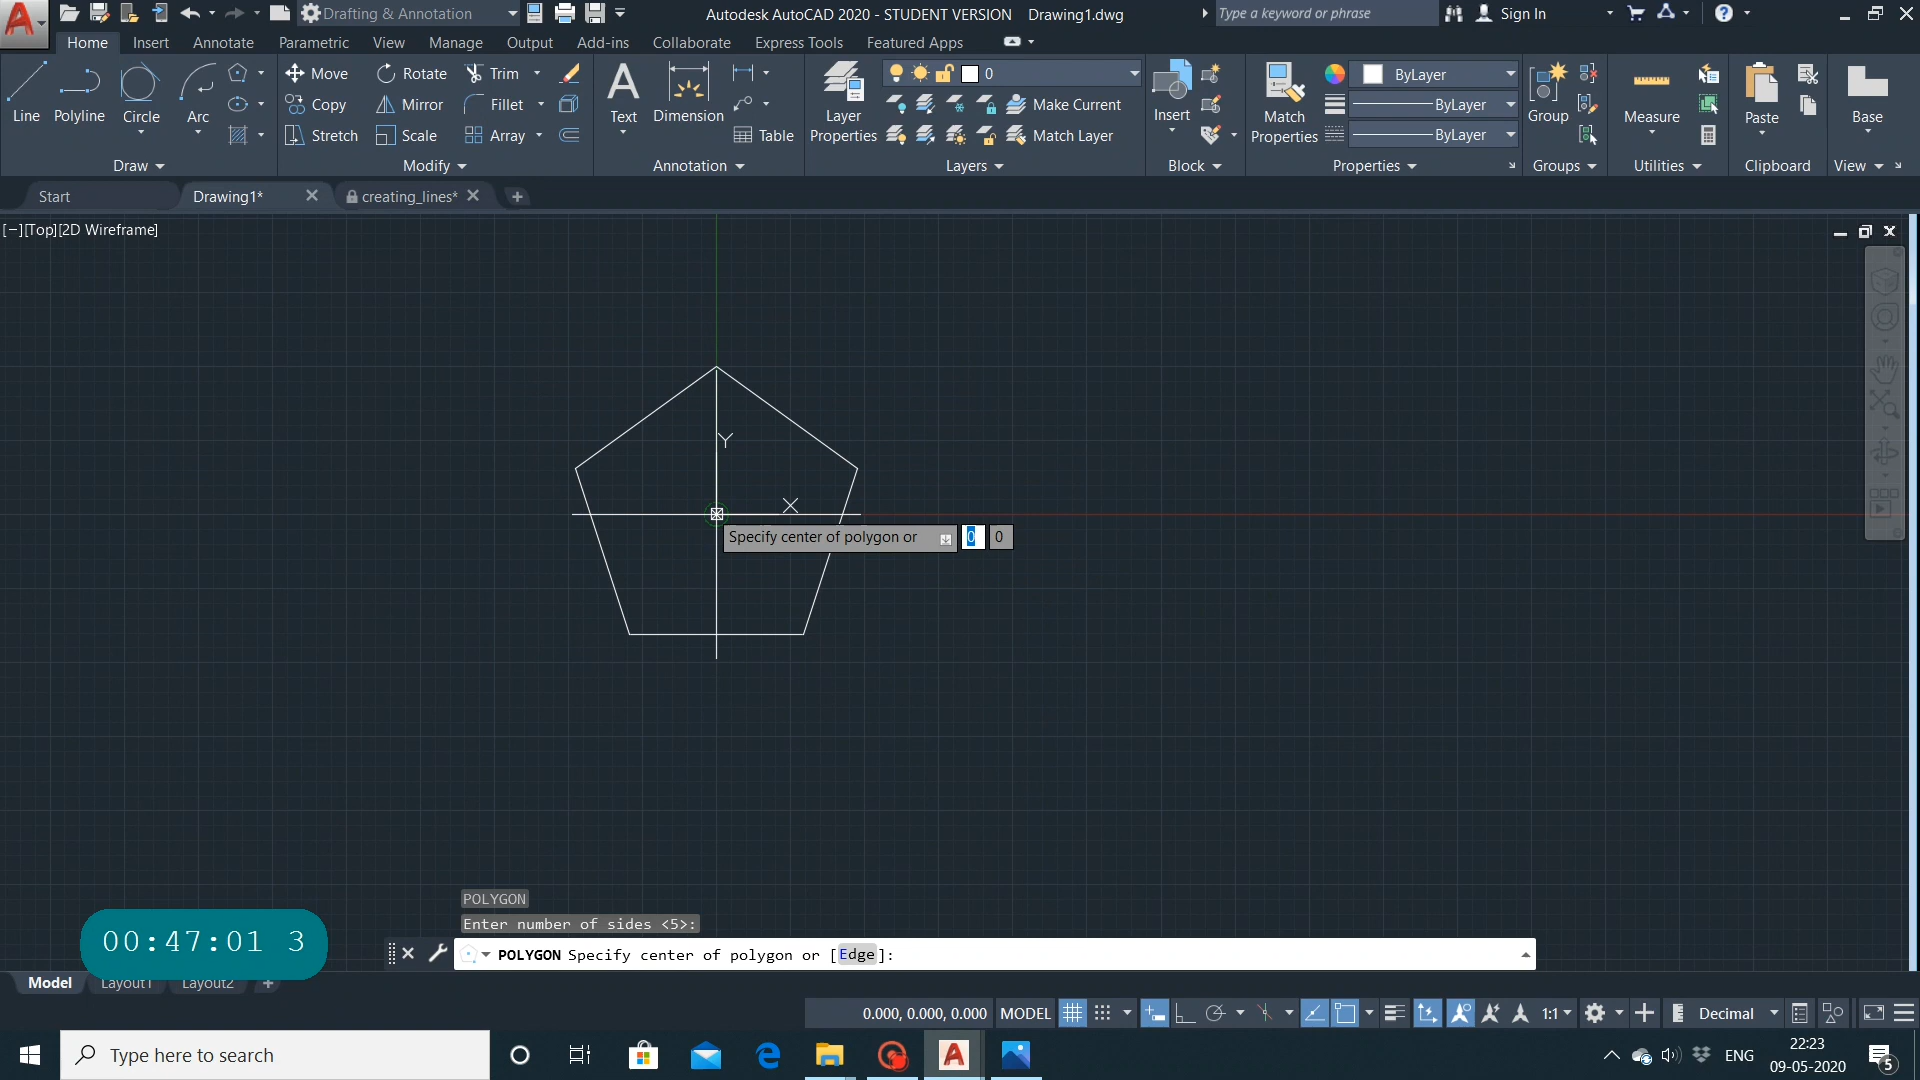 Drafting & Annotation
Autodesk AutoCAD 2020 - STUDENT VERSION Drawing1.dwg
Type a keyword or phrase
Sign In
Home Insert Annotate Parametric View Manage Output Add-ins Collaborate Express Tools Featured Apps
Line Polyline Circle Arc
Move Rotate Trim
Copy Mirror Fillet
Stretch Scale Array
Text Dimension Table
Layer Properties
0
Make Current
Match Layer
Insert
Match Properties
ByLayer
ByLayer
ByLayer
Group
Measure
Paste
Base
Draw Modify Annotation Layers Block Properties Groups Utilities Clipboard View
Start Drawing1* creating_lines*
[−][Top][2D Wireframe]
Y
X
Specify center of polygon or 0 0
POLYGON
Enter number of sides <5>:
POLYGON Specify center of polygon or [Edge]:
00:47:01 3
Model Layout1 Layout2
0.000, 0.000, 0.000 MODEL 1:1 Decimal
Type here to search
ENG
22:23
09-05-2020
5